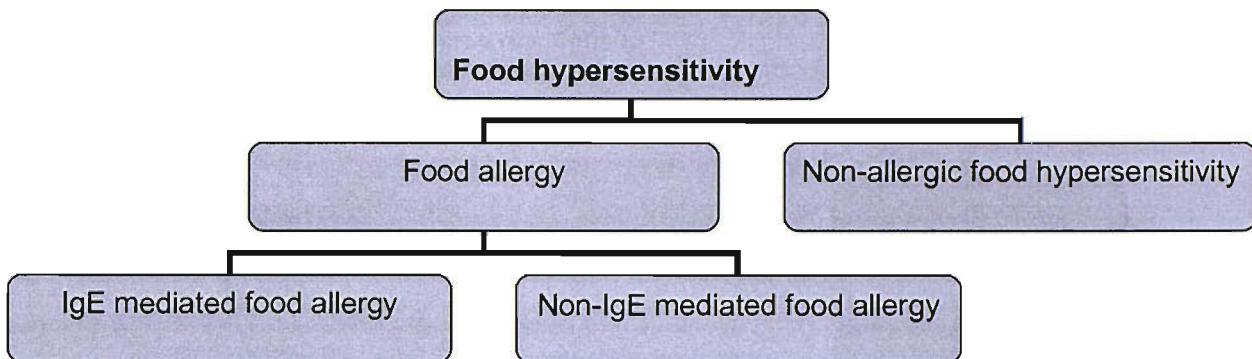 Food hypersensitivity
Food allergy
Non-allergic food hypersensitivity
IgE mediated food allergy
Non-IgE mediated food allergy